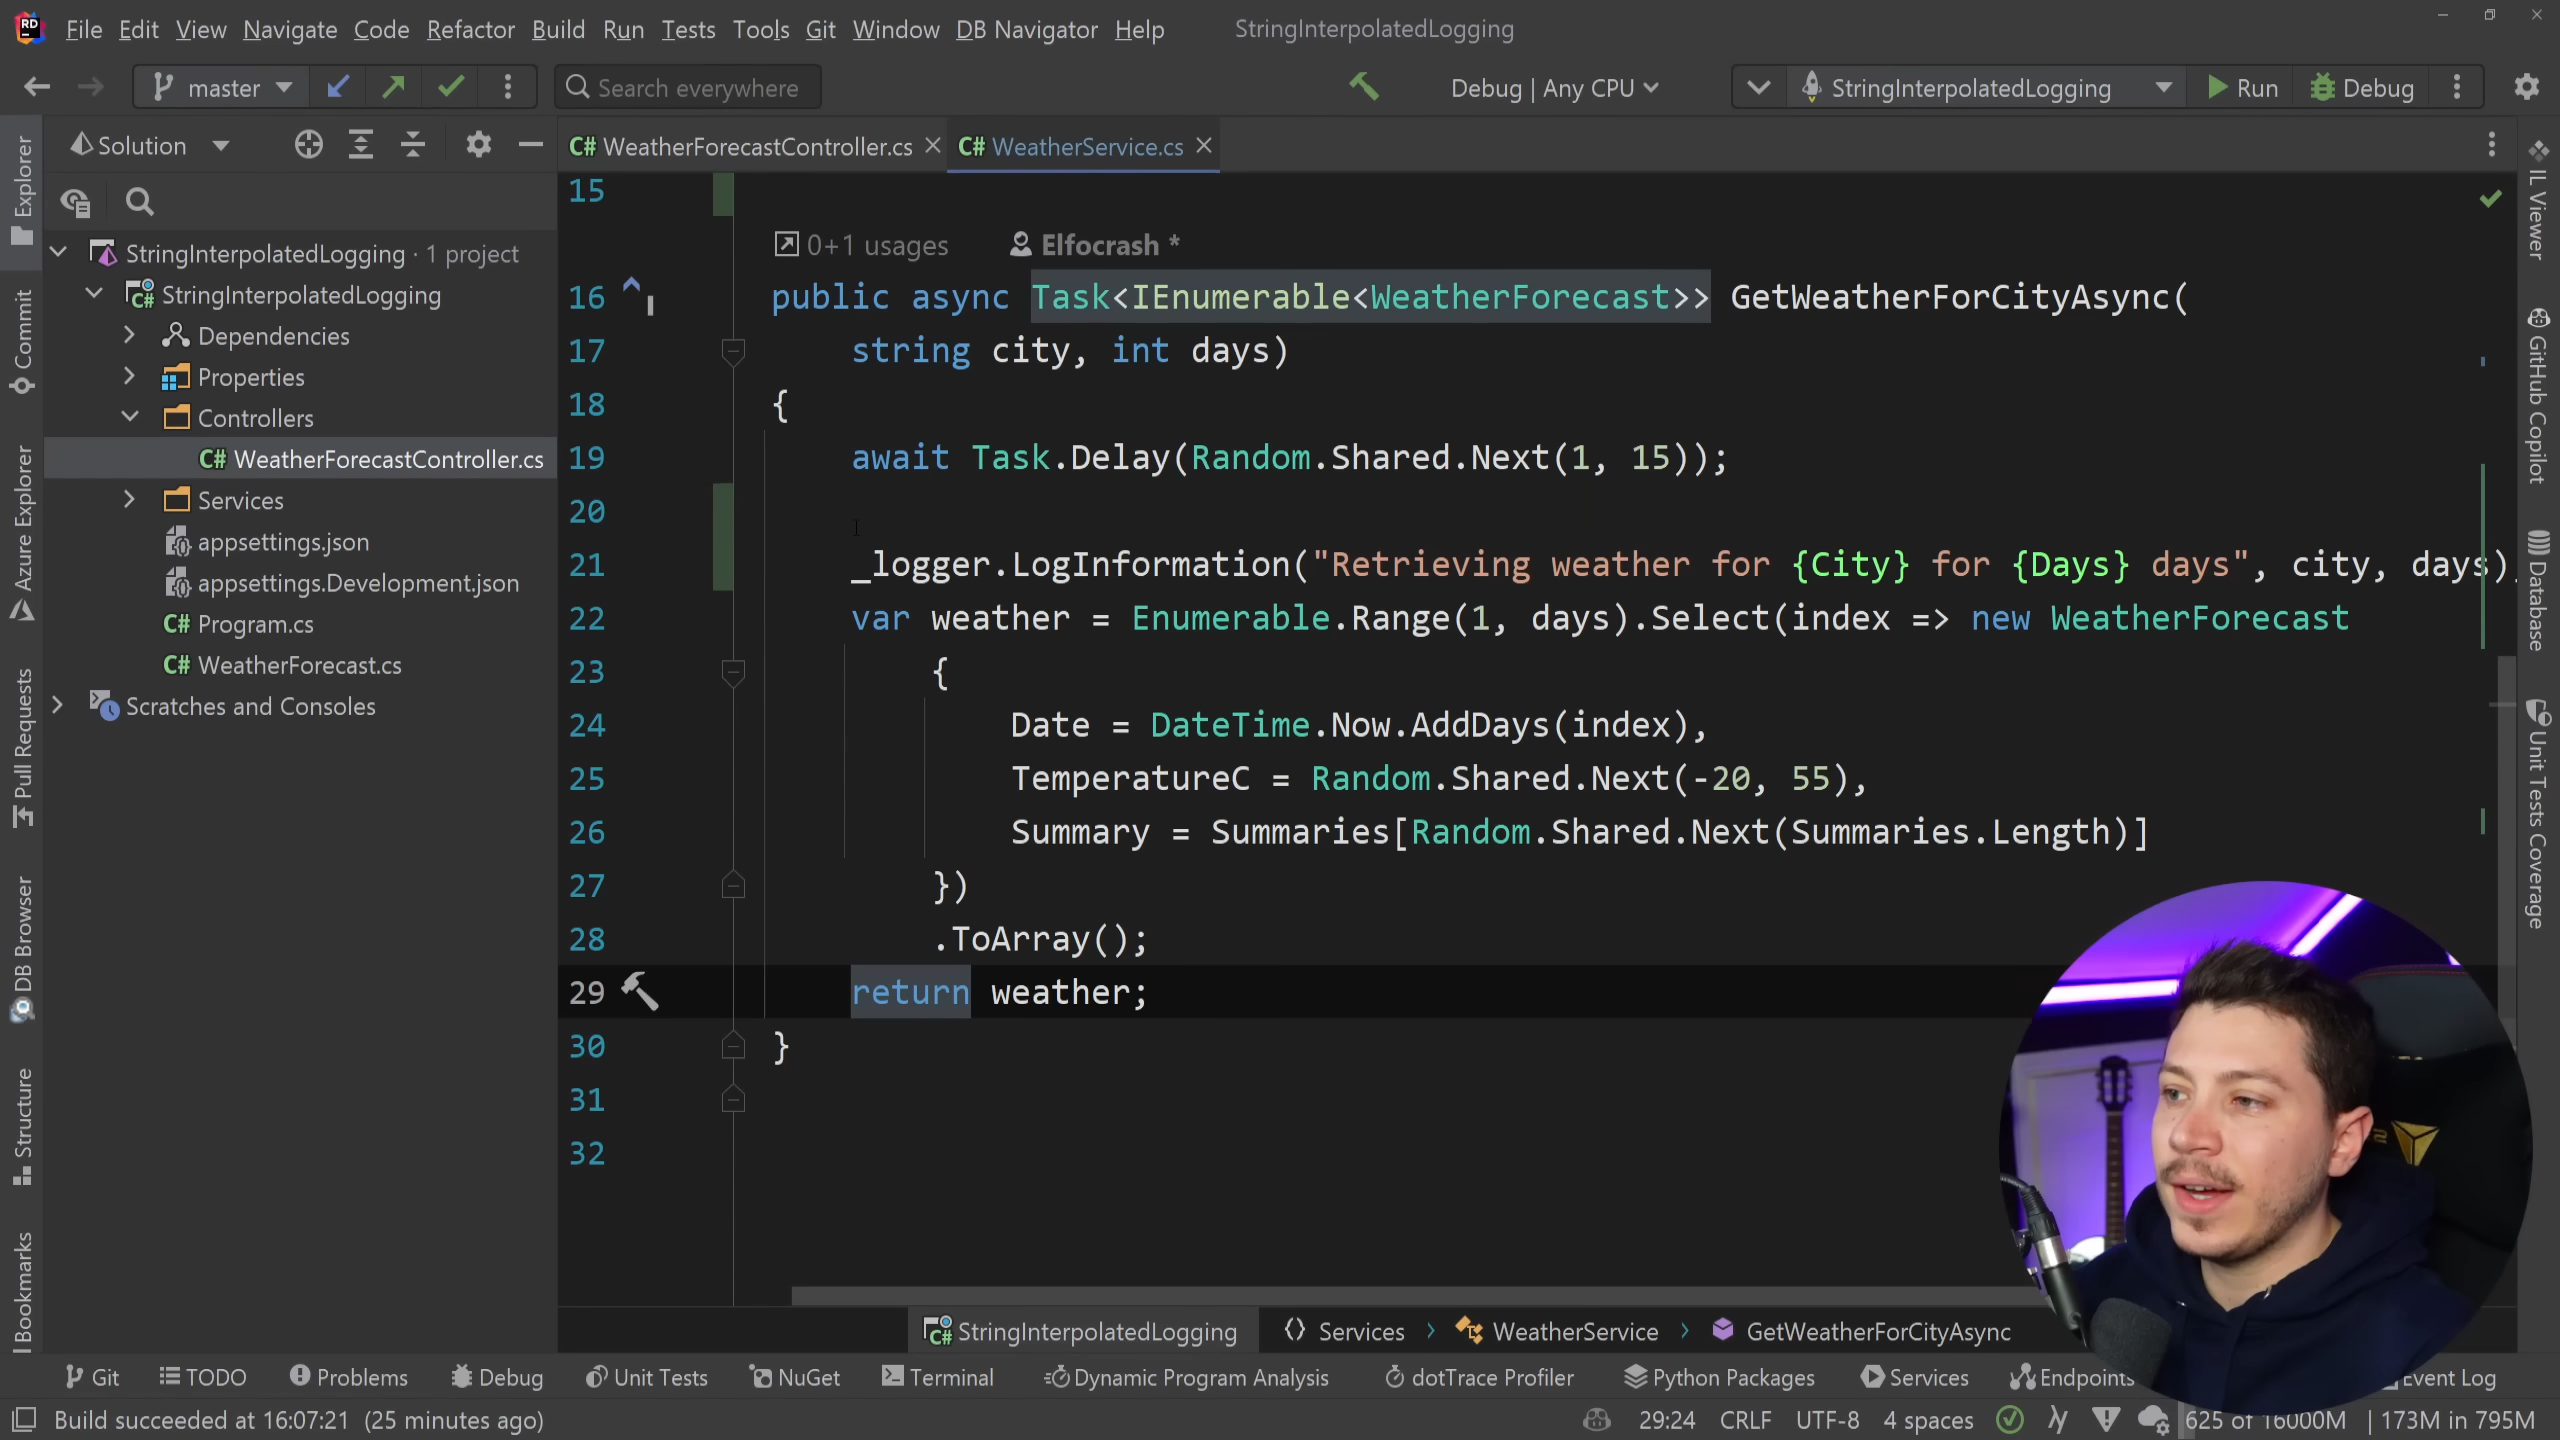 RD File Edit View Navigate Code Refactor Build Run Tests Tools Git Window DB Navigator Help StringInterpolatedLogging
master Search everywhere Debug | Any CPU StringInterpolatedLogging Run Debug
Solution
C# WeatherForecastController.cs C# WeatherService.cs
StringInterpolatedLogging · 1 project
StringInterpolatedLogging
Dependencies
Properties
Controllers
C# WeatherForecastController.cs
Services
appsettings.json
appsettings.Development.json
C# Program.cs
C# WeatherForecast.cs
Scratches and Consoles
Explorer
Commit
Azure Explorer
Pull Requests
DB Browser
Structure
Bookmarks
15
0+1 usages Elfocrash *
16 public async Task<IEnumerable<WeatherForecast>> GetWeatherForCityAsync(
17 string city, int days)
18 {
19 await Task.Delay(Random.Shared.Next(1, 15));
20
21 _logger.LogInformation("Retrieving weather for {City} for {Days} days", city, days)
22 var weather = Enumerable.Range(1, days).Select(index => new WeatherForecast
23 {
24 Date = DateTime.Now.AddDays(index),
25 TemperatureC = Random.Shared.Next(-20, 55),
26 Summary = Summaries[Random.Shared.Next(Summaries.Length)]
27 })
28 .ToArray();
29 return weather;
30 }
31
32
IL Viewer
GitHub Copilot
Database
Unit Tests Coverage
C# StringInterpolatedLogging Services WeatherService GetWeatherForCityAsync
Git TODO Problems Debug Unit Tests NuGet Terminal Dynamic Program Analysis dotTrace Profiler Python Packages Services Endpoints Event Log
Build succeeded at 16:07:21 (25 minutes ago) 29:24 CRLF UTF-8 4 spaces 625 of 16000M | 173M in 795M